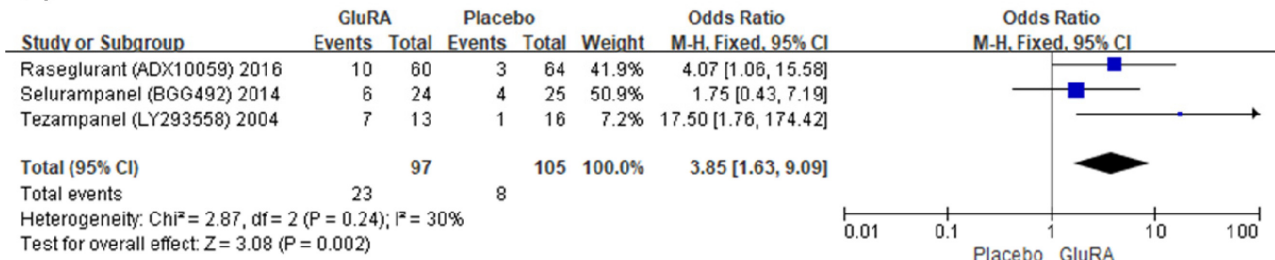 GluRA Placebo Odds Ratio Odds Ratio
Study or Subgroup Events Total Events Total Weight M-H, Fixed, 95% CI M-H, Fixed, 95% CI
Raseglurant (ADX10059) 2016 10 60 3 64 41.9% 4.07 [1.06, 15.58]
Selurampanel (BGG492) 2014 6 24 4 25 50.9% 1.75 [0.43, 7.19]
Tezampanel (LY293558) 2004 7 13 1 16 7.2% 17.50 [1.76, 174.42]
Total (95% CI) 97 105 100.0% 3.85 [1.63, 9.09]
Total events 23 8
Heterogeneity: Chi² = 2.87, df = 2 (P = 0.24); I² = 30%
Test for overall effect: Z = 3.08 (P = 0.002)
0.01 0.1 1 10 100
Placebo GluRA